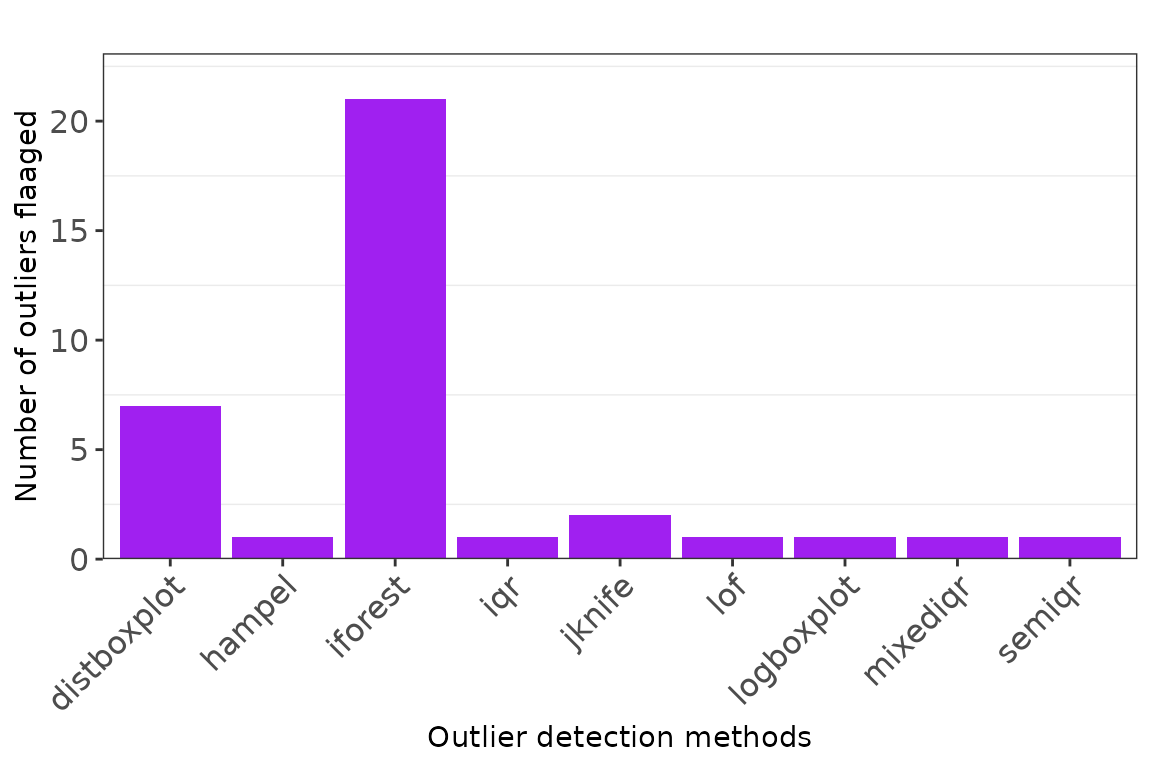 Number of outliers flaaged
20
15
10
5
0
distboxplot
hampel
iforest
iqr
jknife
lof
logboxplot
mixediqr
semiqr
Outlier detection methods